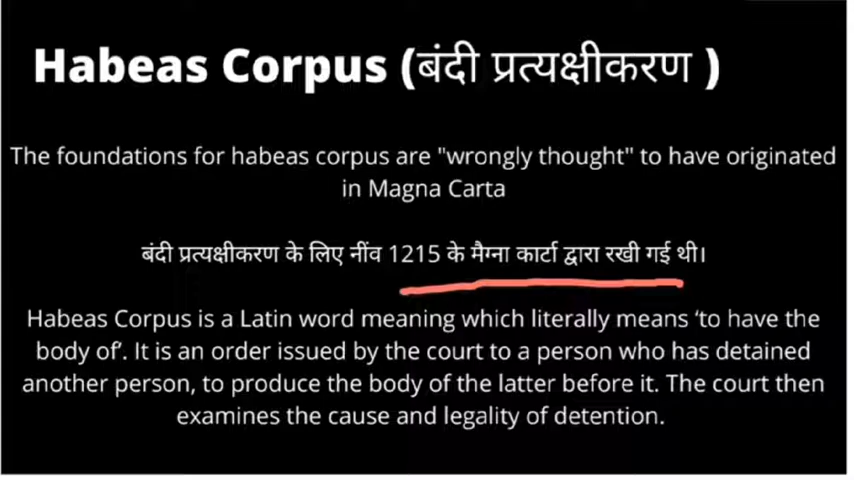 Habeas Corpus (बंदी प्रत्यक्षीकरण )
The foundations for habeas corpus are "wrongly thought" to have originated
in Magna Carta
बंदी प्रत्यक्षीकरण के लिए नींव 1215 के मैग्ना कार्टा द्वारा रखी गई थी।
Habeas Corpus is a Latin word meaning which literally means ‘to have the
body of’. It is an order issued by the court to a person who has detained
another person, to produce the body of the latter before it. The court then
examines the cause and legality of detention.